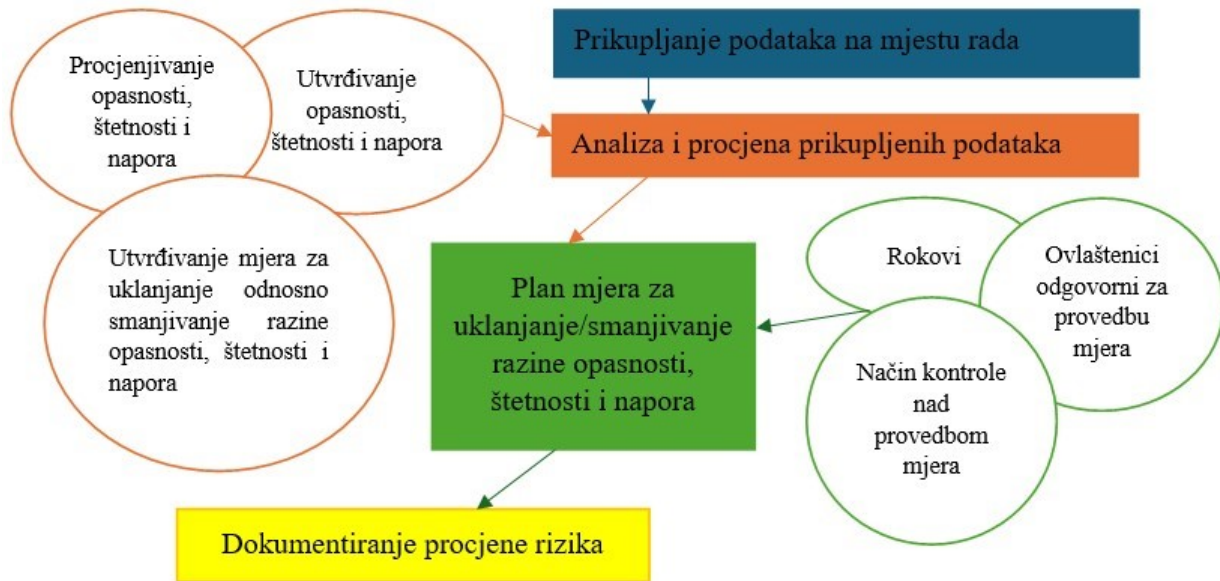 Prikupljanje podataka na mjestu rada
Procjenjivanje
opasnosti,
štetnosti i
napora
Utvrđivanje
opasnosti,
štetnosti i napora
Analiza i procjena prikupljenih podataka
Utvrđivanje mjera za
uklanjanje odnosno
smanjivanje razine
opasnosti, štetnosti i
napora
Plan mjera za
uklanjanje/smanjivanje
razine opasnosti,
štetnosti i napora
Rokovi
Ovlaštenici
odgovorni za
provedbu
mjera
Način kontrole
nad
provedbom
mjera
Dokumentiranje procjene rizika